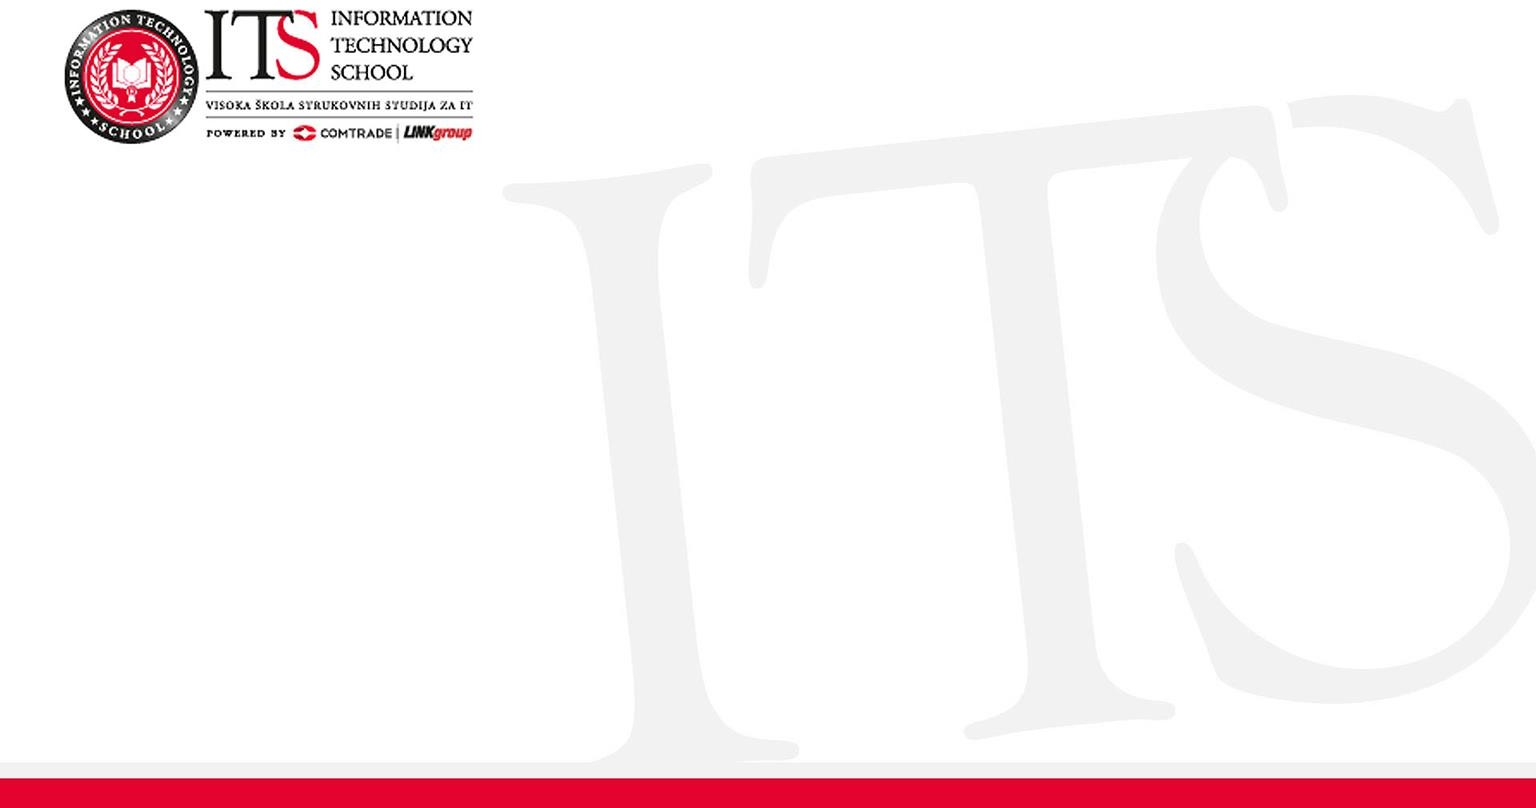 INFORMATION TECHNOLOGY
SCHOOL
ITS
INFORMATION
TECHNOLOGY
SCHOOL
VISOKA ŠKOLA STRUKOVNIH STUDIJA ZA IT
POWERED BY COMTRADE | LINKgroup
ITS